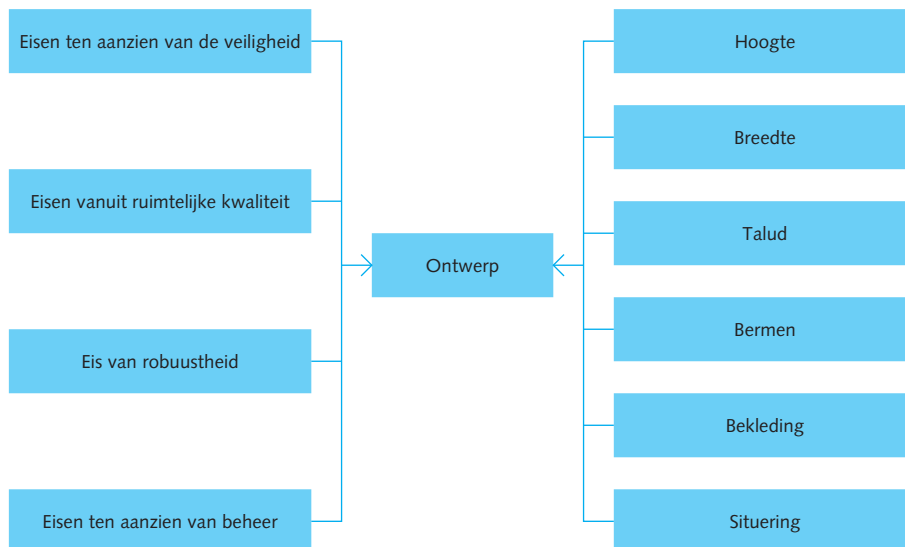 Eisen ten aanzien van de veiligheid
Eisen vanuit ruimtelijke kwaliteit
Eis van robuustheid
Eisen ten aanzien van beheer
Ontwerp
Hoogte
Breedte
Talud
Bermen
Bekleding
Situering